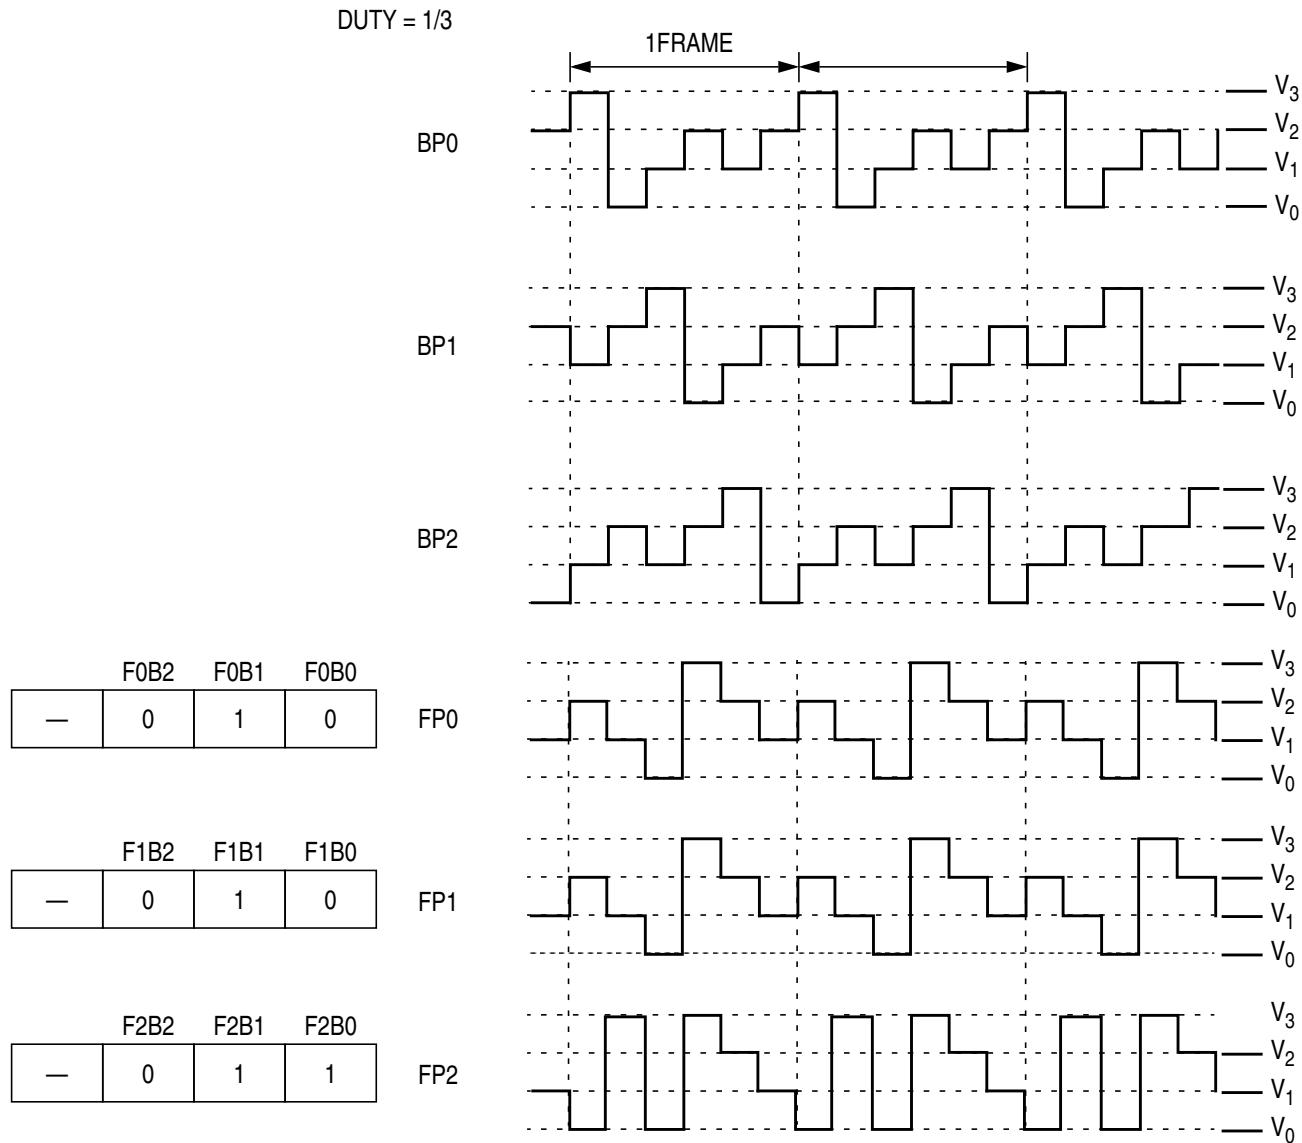 DUTY = 1/3
1FRAME
BP0
V3
V2
V1
V0
BP1
V3
V2
V1
V0
BP2
V3
V2
V1
V0
F0B2 F0B1 F0B0
— 0 1 0
FP0
V3
V2
V1
V0
F1B2 F1B1 F1B0
— 0 1 0
FP1
V3
V2
V1
V0
F2B2 F2B1 F2B0
— 0 1 1
FP2
V3
V2
V1
V0